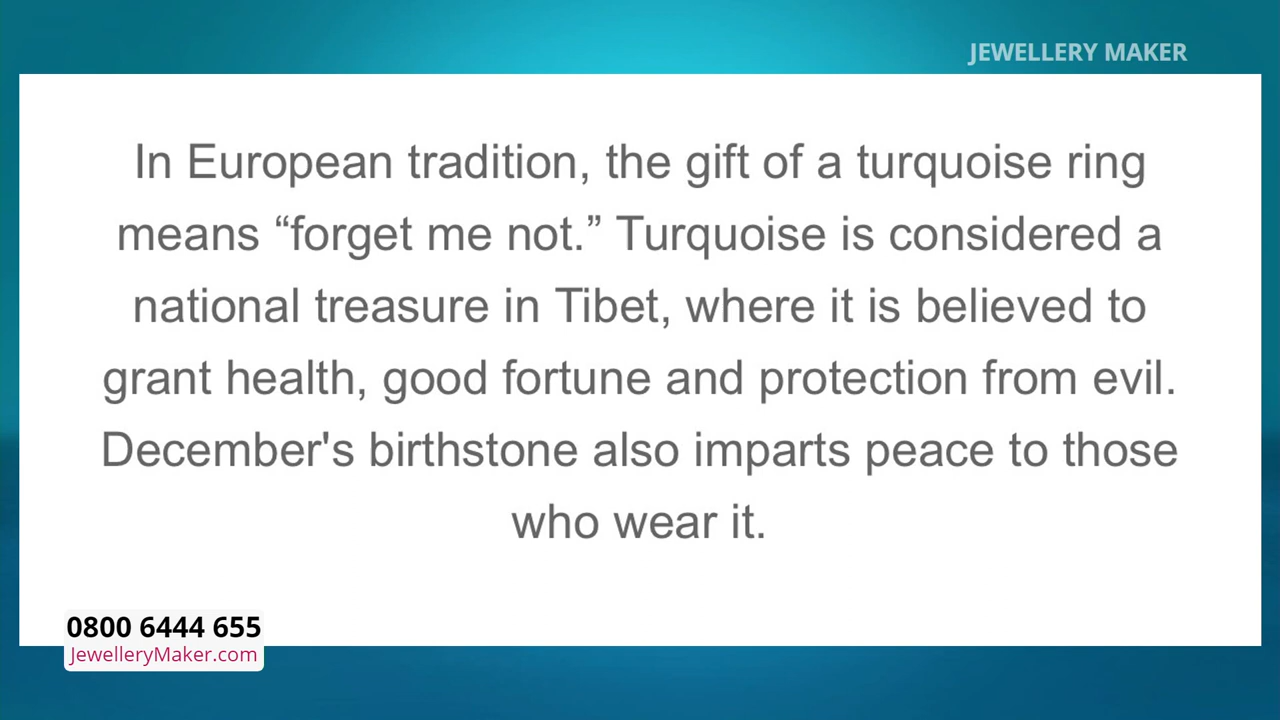 JEWELLERY MAKER
In European tradition, the gift of a turquoise ring
means “forget me not.” Turquoise is considered a
national treasure in Tibet, where it is believed to
grant health, good fortune and protection from evil.
December's birthstone also imparts peace to those
who wear it.
0800 6444 655
JewelleryMaker.com